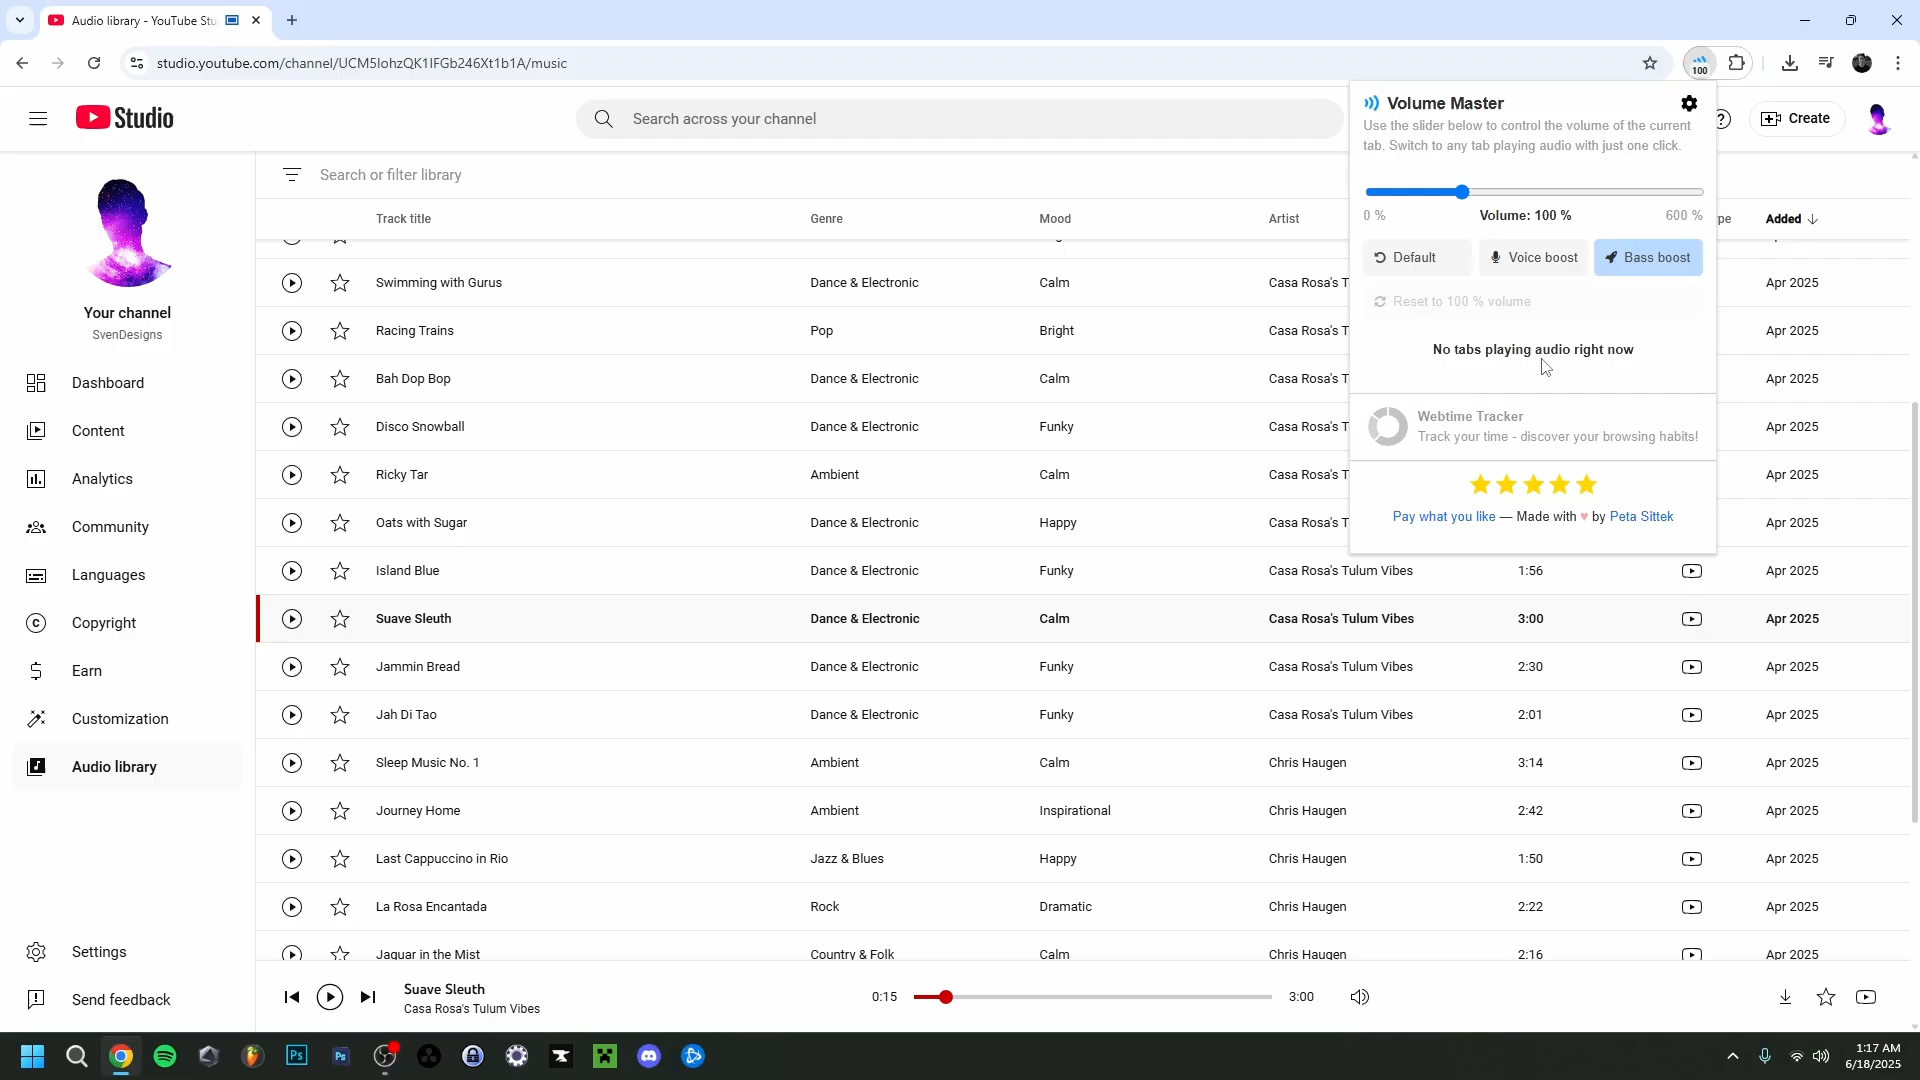 Audio library - YouTube Stu
studio.youtube.com/channel/UCM5IohzQK1IFGb246Xt1b1A/music
100
Studio
Search across your channel
Create
Volume Master
Use the slider below to control the volume of the current
tab. Switch to any tab playing audio with just one click.
0 %
Volume: 100 %
600 %
Default
Voice boost
Bass boost
Reset to 100 % volume
No tabs playing audio right now
Webtime Tracker
Track your time - discover your browsing habits!
Pay what you like — Made with ♥ by Peta Sittek
Your channel
SvenDesigns
Dashboard
Content
Analytics
Community
Languages
Copyright
Earn
Customization
Audio library
Settings
Send feedback
Search or filter library
Track title Genre Mood Artist pe Added
Swimming with Gurus Dance & Electronic Calm Casa Rosa's T Apr 2025
Racing Trains Pop Bright Casa Rosa's T Apr 2025
Bah Dop Bop Dance & Electronic Calm Casa Rosa's T Apr 2025
Disco Snowball Dance & Electronic Funky Casa Rosa's T Apr 2025
Ricky Tar Ambient Calm Casa Rosa's T Apr 2025
Oats with Sugar Dance & Electronic Happy Casa Rosa's T Apr 2025
Island Blue Dance & Electronic Funky Casa Rosa's Tulum Vibes 1:56 Apr 2025
Suave Sleuth Dance & Electronic Calm Casa Rosa's Tulum Vibes 3:00 Apr 2025
Jammin Bread Dance & Electronic Funky Casa Rosa's Tulum Vibes 2:30 Apr 2025
Jah Di Tao Dance & Electronic Funky Casa Rosa's Tulum Vibes 2:01 Apr 2025
Sleep Music No. 1 Ambient Calm Chris Haugen 3:14 Apr 2025
Journey Home Ambient Inspirational Chris Haugen 2:42 Apr 2025
Last Cappuccino in Rio Jazz & Blues Happy Chris Haugen 1:50 Apr 2025
La Rosa Encantada Rock Dramatic Chris Haugen 2:22 Apr 2025
Jaguar in the Mist Country & Folk Calm Chris Haugen 2:16 Apr 2025
Suave Sleuth
Casa Rosa's Tulum Vibes
0:15
3:00
Ps
Ps
1:17 AM
6/18/2025